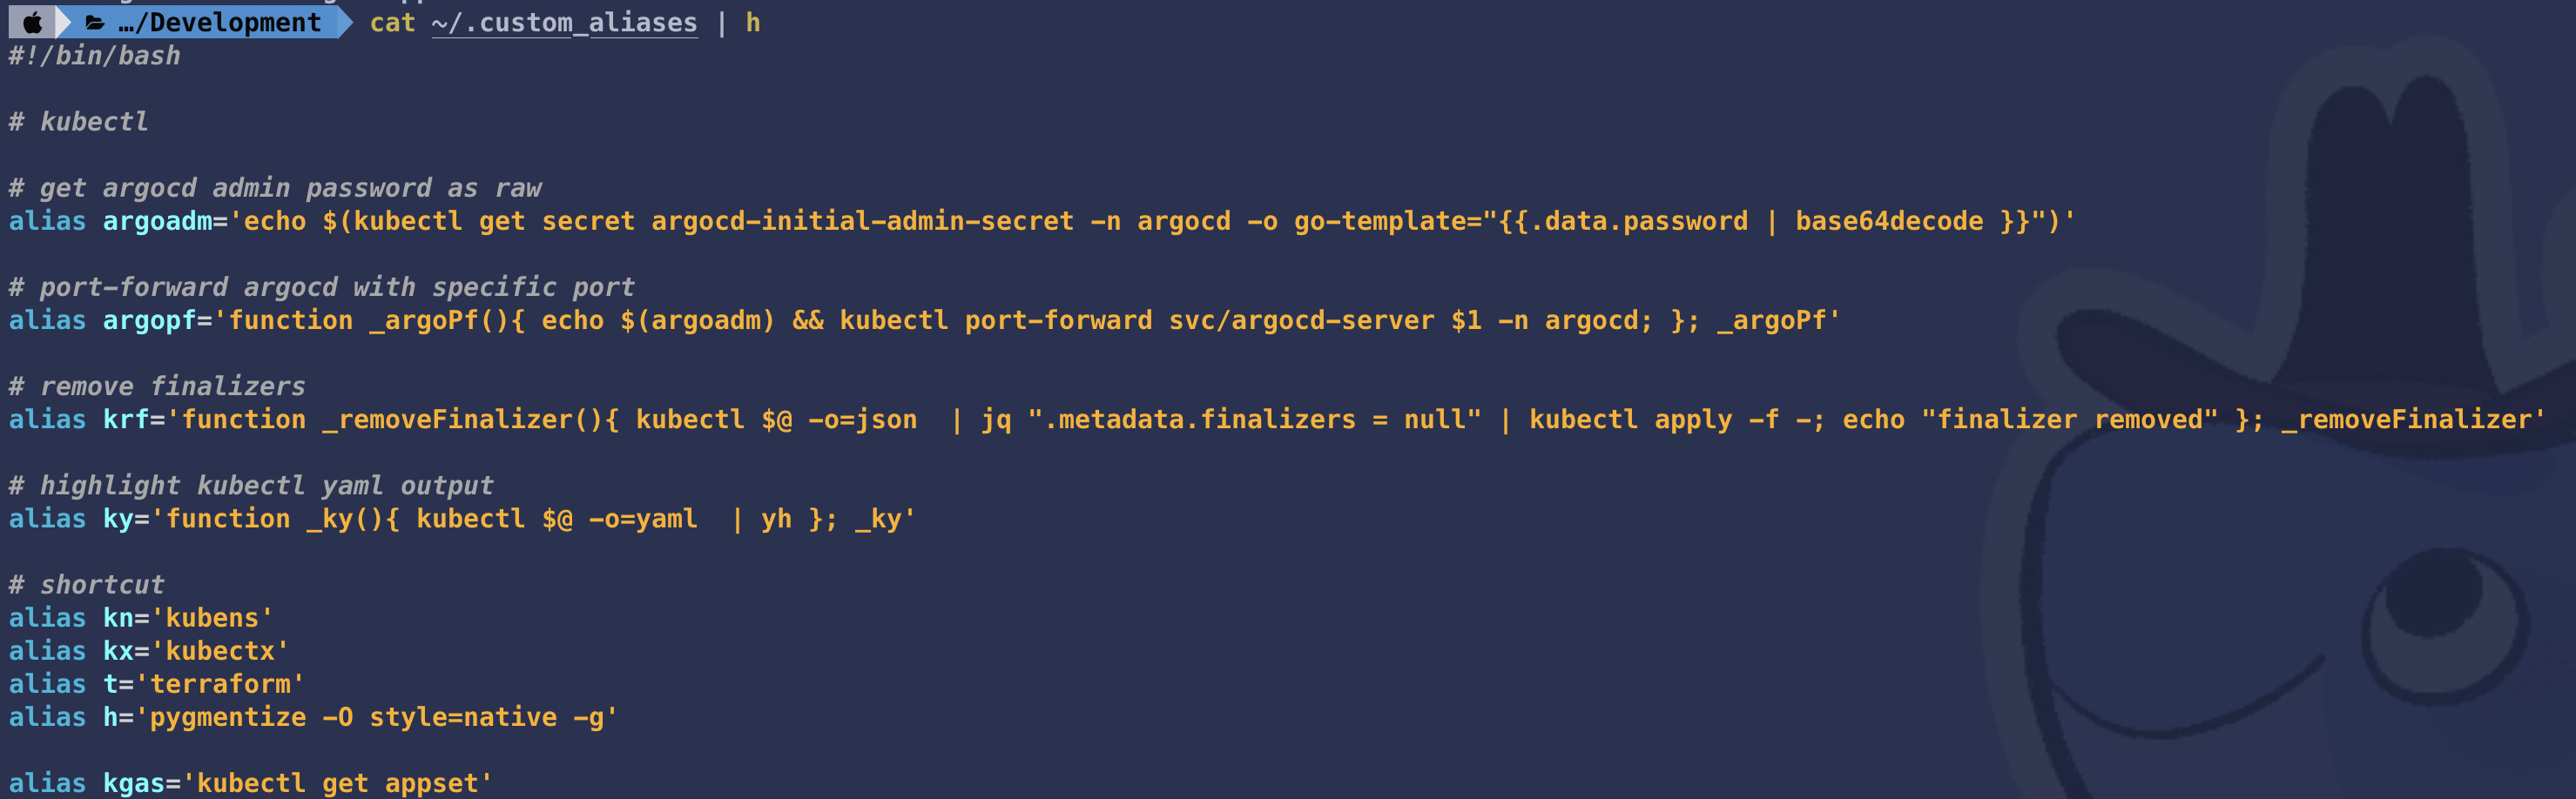 …/Development cat ~/.custom_aliases | h
#!/bin/bash
# kubectl
# get argocd admin password as raw
alias argoadm='echo $(kubectl get secret argocd-initial-admin-secret -n argocd -o go-template="{{.data.password | base64decode }}")'
# port-forward argocd with specific port
alias argopf='function _argoPf(){ echo $(argoadm) && kubectl port-forward svc/argocd-server $1 -n argocd; }; _argoPf'
# remove finalizers
alias krf='function _removeFinalizer(){ kubectl $@ -o=json  | jq ".metadata.finalizers = null" | kubectl apply -f -; echo "finalizer removed" }; _removeFinalizer'
# highlight kubectl yaml output
alias ky='function _ky(){ kubectl $@ -o=yaml  | yh }; _ky'
# shortcut
alias kn='kubens'
alias kx='kubectx'
alias t='terraform'
alias h='pygmentize -O style=native -g'
alias kgas='kubectl get appset'